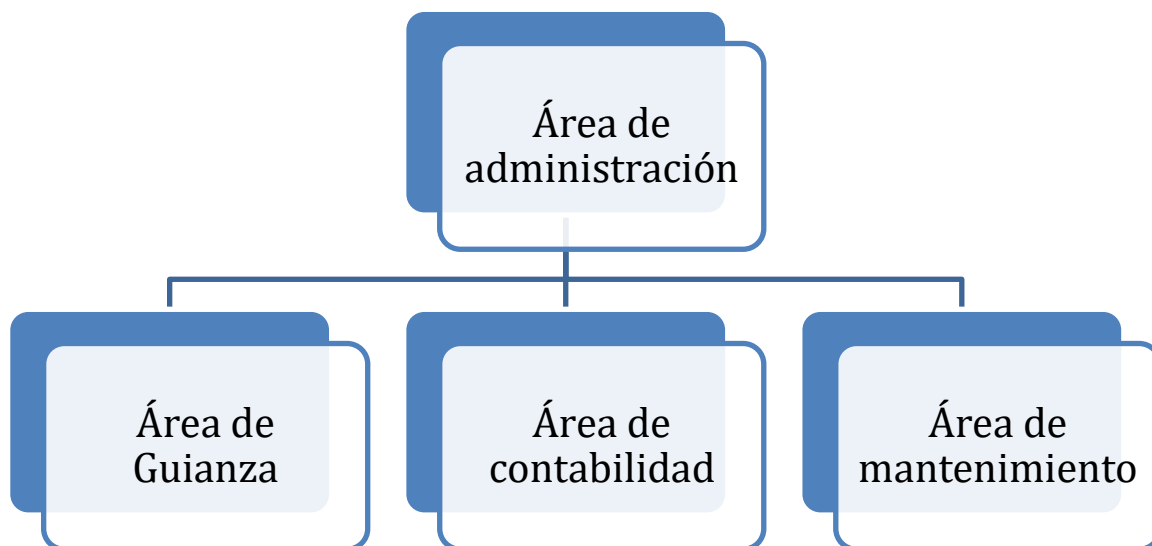 Área de
administración
Área de
Guianza
Área de
contabilidad
Área de
mantenimiento